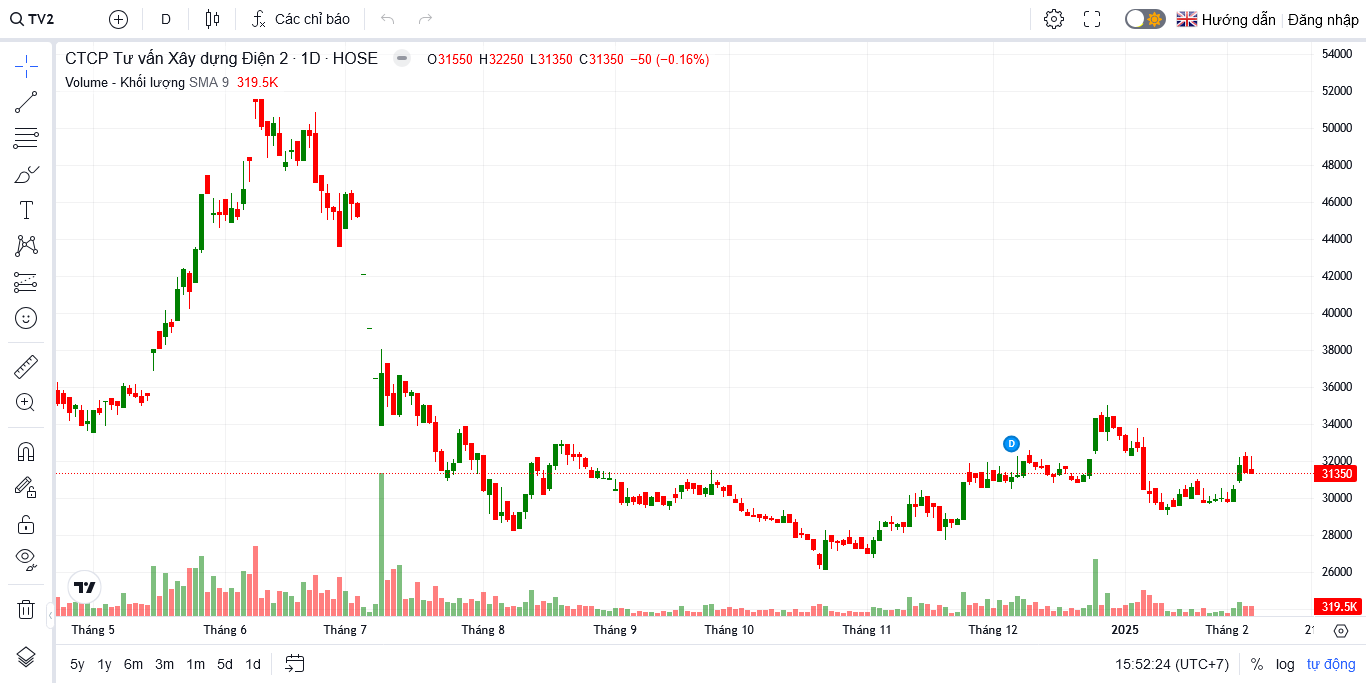 TV2 D Các chỉ báo Hướng dẫn Đăng nhập
CTCP Tư vấn Xây dựng Điện 2 · 1D · HOSE O31550 H32250 L31350 C31350 −50 (−0.16%)
Volume - Khối lượng SMA 9 319.5K
54000
52000
50000
48000
46000
44000
42000
40000
38000
36000
34000
32000
31350
30000
28000
26000
319.5K
D
Tháng 5 Tháng 6 Tháng 7 Tháng 8 Tháng 9 Tháng 10 Tháng 11 Tháng 12 2025 Tháng 2
5y 1y 6m 3m 1m 5d 1d 15:52:24 (UTC+7) % log tự động